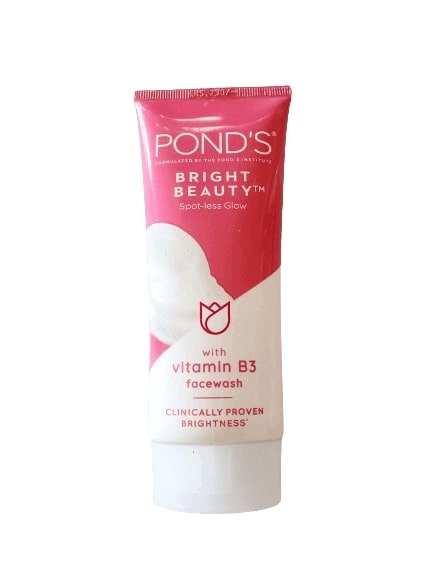 POND'S®
FORMULATED BY THE POND'S INSTITUTE
BRIGHT
BEAUTY™
Spot-less Glow
with
vitamin B3
facewash
CLINICALLY PROVEN
BRIGHTNESS*